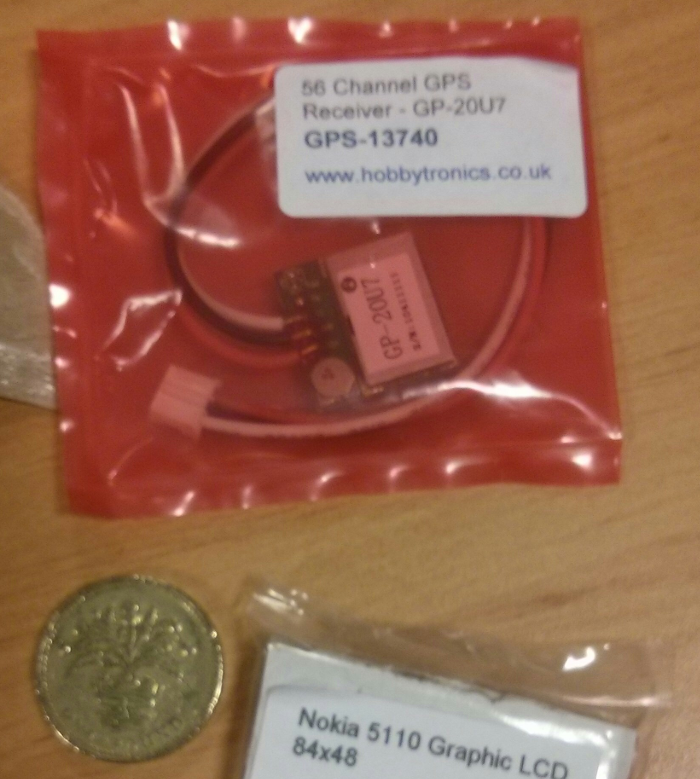 56 Channel GPS
Receiver - GP-20U7
GPS-13740
www.hobbytronics.co.uk
GP-20U7
Nokia 5110 Graphic LCD
84x48